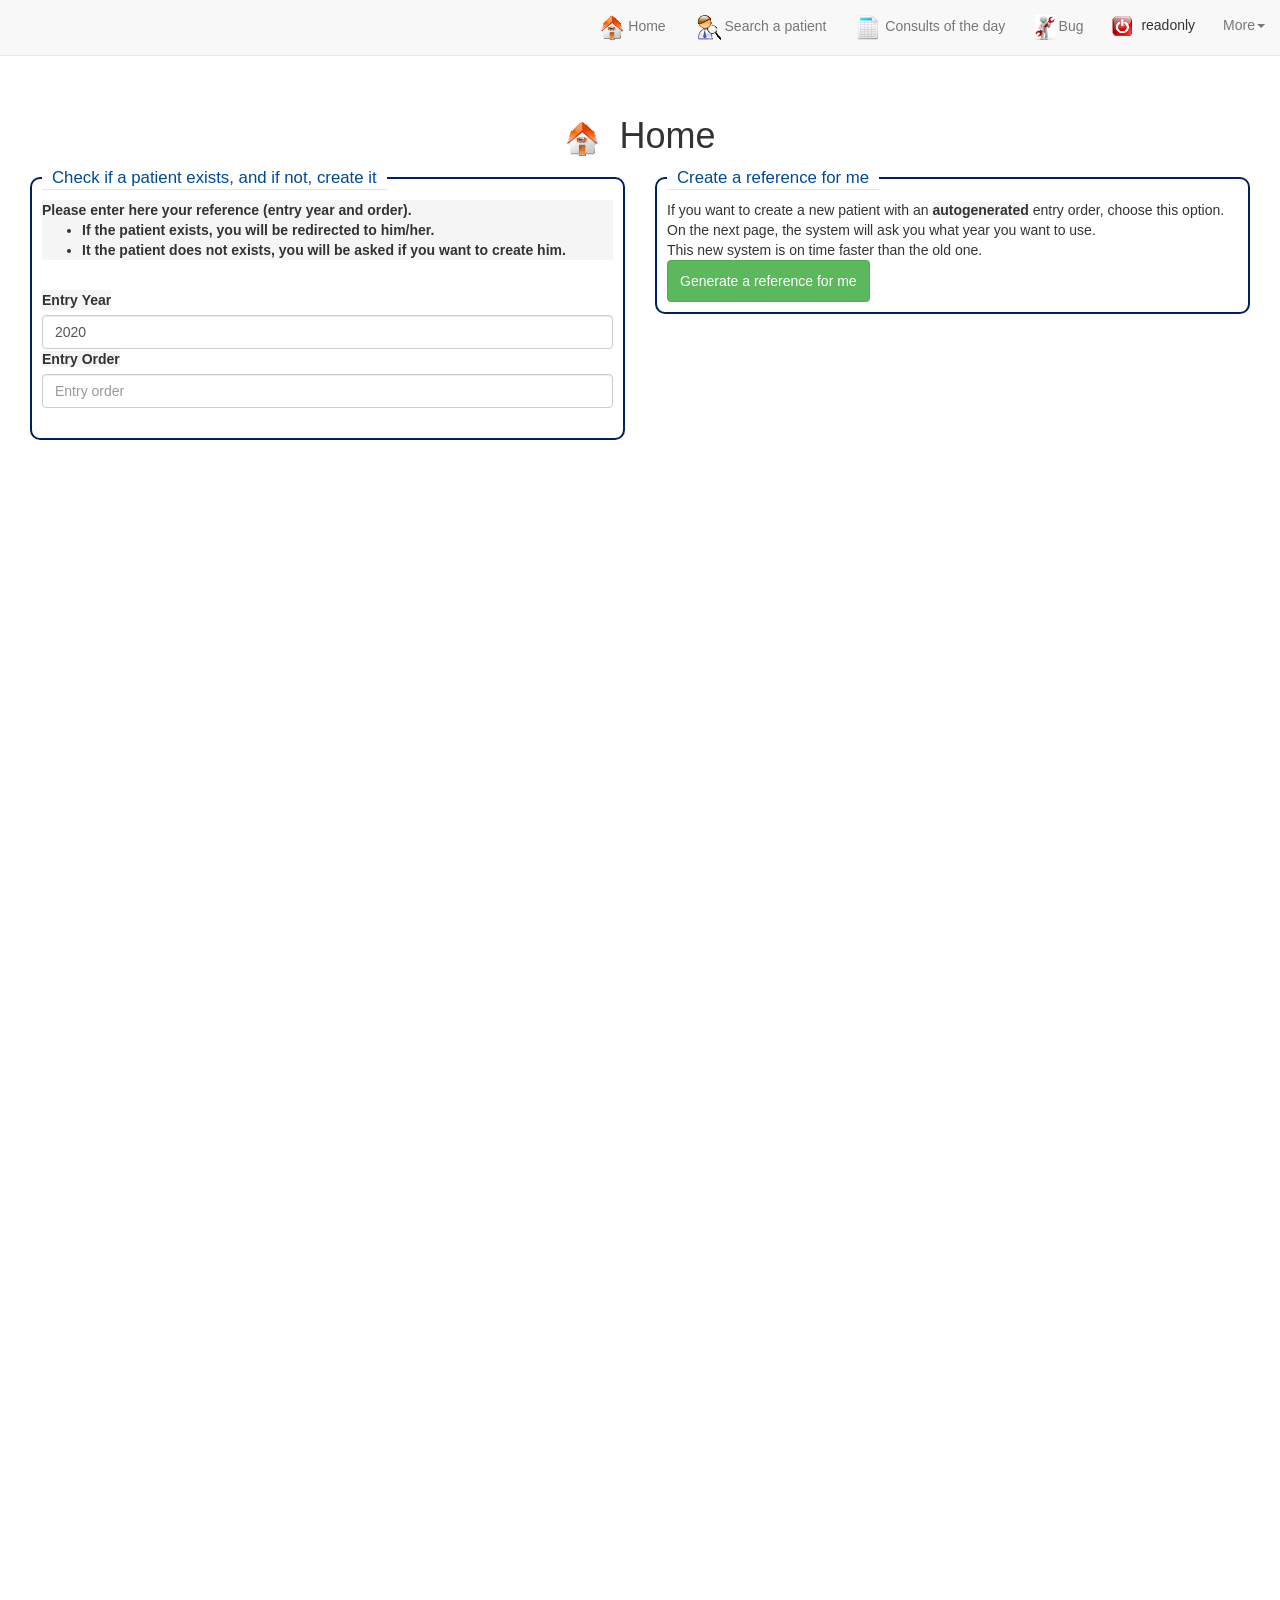 Home
Search a patient
Consults of the day
Bug
readonly
More
Home
Check if a patient exists, and if not, create it
Please enter here your reference (entry year and order).
If the patient exists, you will be redirected to him/her.
It the patient does not exists, you will be asked if you want to create him.
Entry Year
2020
Entry Order
Entry order
Create a reference for me
If you want to create a new patient with an autogenerated entry order, choose this option.
On the next page, the system will ask you what year you want to use.
This new system is on time faster than the old one.
Generate a reference for me